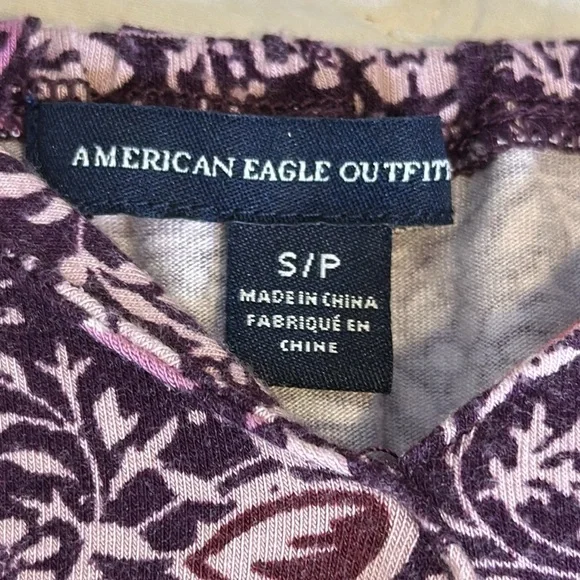 AMERICAN EAGLE OUTFIT
S/P
MADE IN CHINA
FABRIQUÉ EN
CHINE